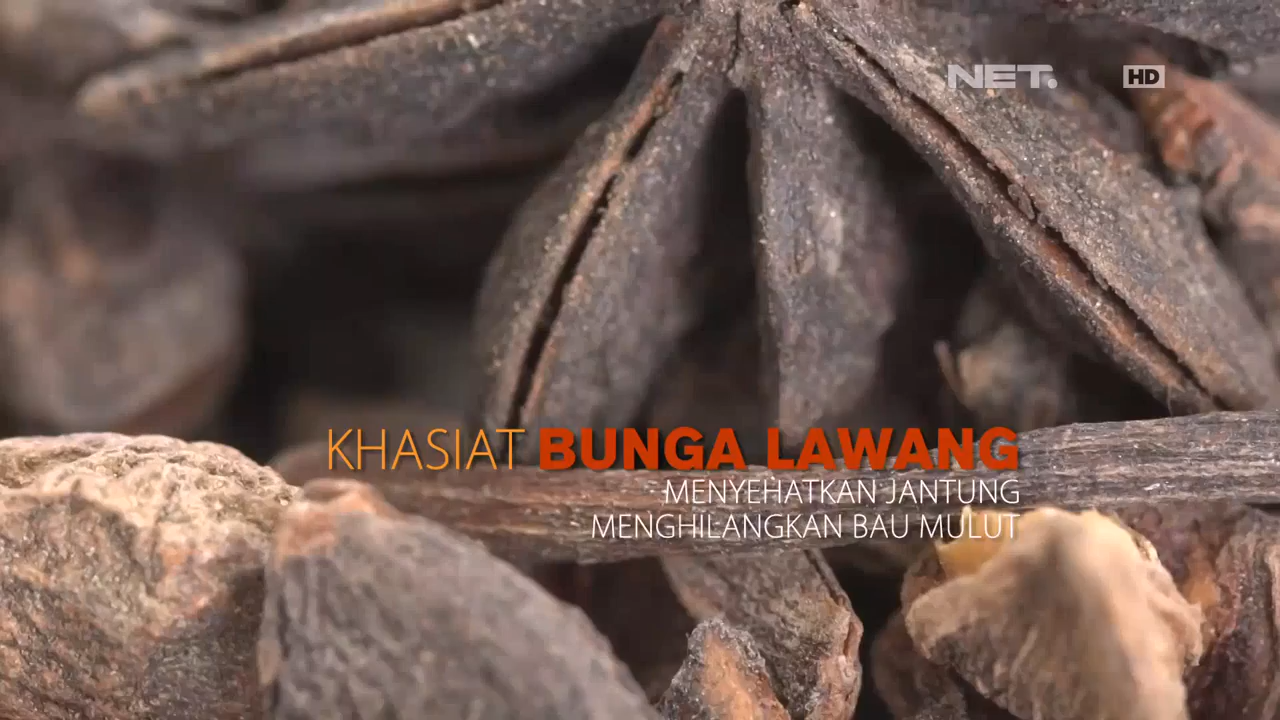 NET. HD
KHASIAT BUNGA LAWANG
MENYEHATKAN JANTUNG
MENGHILANGKAN BAU MULUT